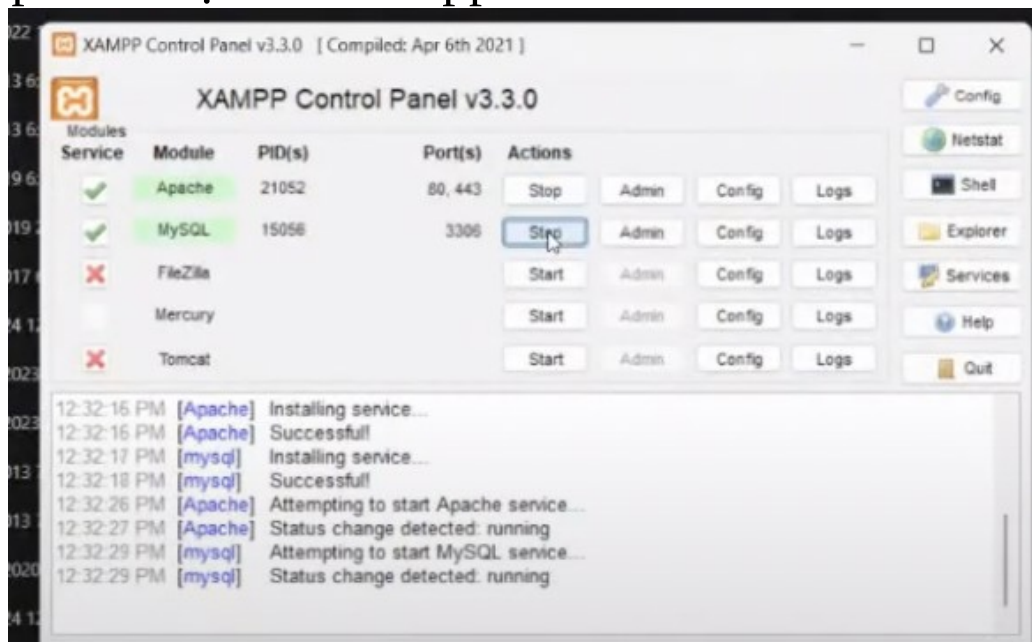 XAMPP Control Panel v3.3.0 [ Compiled: Apr 6th 2021 ]
XAMPP Control Panel v3.3.0
Config
Modules
Service Module PID(s) Port(s) Actions
Netstat
Apache 21052 80, 443 Stop Admin Config Logs
Shell
MySQL 15056 3306 Stop Admin Config Logs
Explorer
FileZilla Start Admin Config Logs
Services
Mercury Start Admin Config Logs
Help
Tomcat Start Admin Config Logs
Quit
12:32:16 PM [Apache] Installing service...
12:32:16 PM [Apache] Successful!
12:32:17 PM [mysql] Installing service...
12:32:18 PM [mysql] Successful!
12:32:26 PM [Apache] Attempting to start Apache service...
12:32:27 PM [Apache] Status change detected: running
12:32:29 PM [mysql] Attempting to start MySQL service...
12:32:29 PM [mysql] Status change detected: running